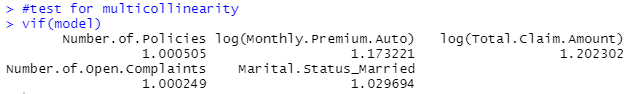 > #test for multicollinearity
> vif(model)
Number.of.Policies log(Monthly.Premium.Auto) log(Total.Claim.Amount)
1.000505 1.173221 1.202302
Number.of.Open.Complaints Marital.Status_Married
1.000249 1.029694